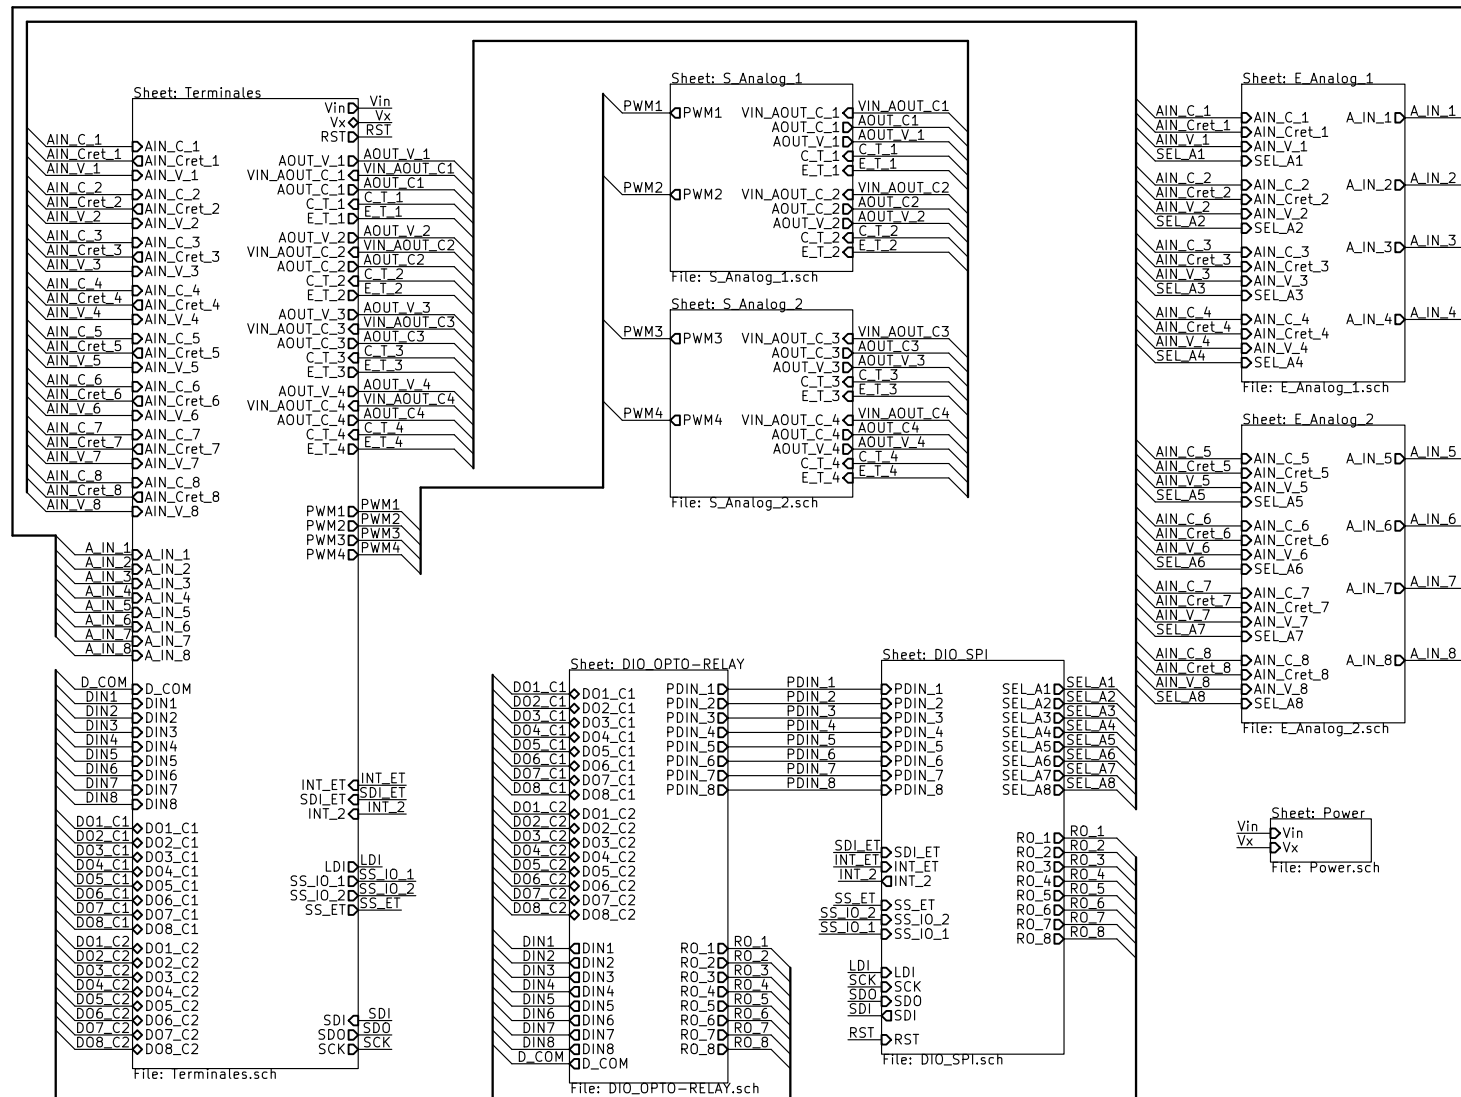 Sheet: Terminales
Vin Vin
Vx Vx
RST RST
AIN_C_1 AIN_C_1
AIN_Cret_1 AIN_Cret_1
AIN_V_1 AIN_V_1
AIN_C_2 AIN_C_2
AIN_Cret_2 AIN_Cret_2
AIN_V_2 AIN_V_2
AIN_C_3 AIN_C_3
AIN_Cret_3 AIN_Cret_3
AIN_V_3 AIN_V_3
AIN_C_4 AIN_C_4
AIN_Cret_4 AIN_Cret_4
AIN_V_4 AIN_V_4
AIN_C_5 AIN_C_5
AIN_Cret_5 AIN_Cret_5
AIN_V_5 AIN_V_5
AIN_C_6 AIN_C_6
AIN_Cret_6 AIN_Cret_6
AIN_V_6 AIN_V_6
AIN_C_7 AIN_C_7
AIN_Cret_7 AIN_Cret_7
AIN_V_7 AIN_V_7
AIN_C_8 AIN_C_8
AIN_Cret_8 AIN_Cret_8
AIN_V_8 AIN_V_8
A_IN_1 A_IN_1
A_IN_2 A_IN_2
A_IN_3 A_IN_3
A_IN_4 A_IN_4
A_IN_5 A_IN_5
A_IN_6 A_IN_6
A_IN_7 A_IN_7
A_IN_8 A_IN_8
D_COM D_COM
DIN1 DIN1
DIN2 DIN2
DIN3 DIN3
DIN4 DIN4
DIN5 DIN5
DIN6 DIN6
DIN7 DIN7
DIN8 DIN8
DO1_C1 DO1_C1
DO2_C1 DO2_C1
DO3_C1 DO3_C1
DO4_C1 DO4_C1
DO5_C1 DO5_C1
DO6_C1 DO6_C1
DO7_C1 DO7_C1
DO8_C1 DO8_C1
DO1_C2 DO1_C2
DO2_C2 DO2_C2
DO3_C2 DO3_C2
DO4_C2 DO4_C2
DO5_C2 DO5_C2
DO6_C2 DO6_C2
DO7_C2 DO7_C2
DO8_C2 DO8_C2
AOUT_V_1 AOUT_V_1
VIN_AOUT_C_1 VIN_AOUT_C1
AOUT_C_1 AOUT_C1
C_T_1 C_T_1
E_T_1 E_T_1
AOUT_V_2 AOUT_V_2
VIN_AOUT_C_2 VIN_AOUT_C2
AOUT_C_2 AOUT_C2
C_T_2 C_T_2
E_T_2 E_T_2
AOUT_V_3 AOUT_V_3
VIN_AOUT_C_3 VIN_AOUT_C3
AOUT_C_3 AOUT_C3
C_T_3 C_T_3
E_T_3 E_T_3
AOUT_V_4 AOUT_V_4
VIN_AOUT_C_4 VIN_AOUT_C4
AOUT_C_4 AOUT_C4
C_T_4 C_T_4
E_T_4 E_T_4
PWM1 PWM1
PWM2 PWM2
PWM3 PWM3
PWM4 PWM4
INT_ET INT_ET
SDI_ET SDI_ET
INT_2 INT_2
LDI LDI
SS_IO_1 SS_IO_1
SS_IO_2 SS_IO_2
SS_ET SS_ET
SDI SDI
SDO SDO
SCK SCK
File: Terminales.sch
Sheet: S_Analog_1
PWM1 PWM1 VIN_AOUT_C_1 VIN_AOUT_C1
AOUT_C_1 AOUT_C1
AOUT_V_1 AOUT_V_1
C_T_1 C_T_1
E_T_1 E_T_1
PWM2 PWM2 VIN_AOUT_C_2 VIN_AOUT_C2
AOUT_C_2 AOUT_C2
AOUT_V_2 AOUT_V_2
C_T_2 C_T_2
E_T_2 E_T_2
File: S_Analog_1.sch
Sheet: S_Analog_2
PWM3 PWM3 VIN_AOUT_C_3 VIN_AOUT_C3
AOUT_C_3 AOUT_C3
AOUT_V_3 AOUT_V_3
C_T_3 C_T_3
E_T_3 E_T_3
PWM4 PWM4 VIN_AOUT_C_4 VIN_AOUT_C4
AOUT_C_4 AOUT_C4
AOUT_V_4 AOUT_V_4
C_T_4 C_T_4
E_T_4 E_T_4
File: S_Analog_2.sch
Sheet: DIO_OPTO-RELAY
DO1_C1 DO1_C1
DO2_C1 DO2_C1
DO3_C1 DO3_C1
DO4_C1 DO4_C1
DO5_C1 DO5_C1
DO6_C1 DO6_C1
DO7_C1 DO7_C1
DO8_C1 DO8_C1
DO1_C2 DO1_C2
DO2_C2 DO2_C2
DO3_C2 DO3_C2
DO4_C2 DO4_C2
DO5_C2 DO5_C2
DO6_C2 DO6_C2
DO7_C2 DO7_C2
DO8_C2 DO8_C2
DIN1 DIN1
DIN2 DIN2
DIN3 DIN3
DIN4 DIN4
DIN5 DIN5
DIN6 DIN6
DIN7 DIN7
DIN8 DIN8
D_COM D_COM
PDIN_1 PDIN_1
PDIN_2 PDIN_2
PDIN_3 PDIN_3
PDIN_4 PDIN_4
PDIN_5 PDIN_5
PDIN_6 PDIN_6
PDIN_7 PDIN_7
PDIN_8 PDIN_8
RO_1 RO_1
RO_2 RO_2
RO_3 RO_3
RO_4 RO_4
RO_5 RO_5
RO_6 RO_6
RO_7 RO_7
RO_8 RO_8
File: DIO_OPTO-RELAY.sch
Sheet: DIO_SPI
PDIN_1 SEL_A1 SEL_A1
PDIN_2 SEL_A2 SEL_A2
PDIN_3 SEL_A3 SEL_A3
PDIN_4 SEL_A4 SEL_A4
PDIN_5 SEL_A5 SEL_A5
PDIN_6 SEL_A6 SEL_A6
PDIN_7 SEL_A7 SEL_A7
PDIN_8 SEL_A8 SEL_A8
SDI_ET SDI_ET
INT_ET INT_ET
INT_2 INT_2
SS_ET SS_ET
SS_IO_2 SS_IO_2
SS_IO_1 SS_IO_1
LDI LDI
SCK SCK
SDO SDO
SDI SDI
RST RST
RO_1 RO_1
RO_2 RO_2
RO_3 RO_3
RO_4 RO_4
RO_5 RO_5
RO_6 RO_6
RO_7 RO_7
RO_8 RO_8
File: DIO_SPI.sch
Sheet: E_Analog_1
AIN_C_1 AIN_C_1 A_IN_1 A_IN_1
AIN_Cret_1 AIN_Cret_1
AIN_V_1 AIN_V_1
SEL_A1 SEL_A1
AIN_C_2 AIN_C_2 A_IN_2 A_IN_2
AIN_Cret_2 AIN_Cret_2
AIN_V_2 AIN_V_2
SEL_A2 SEL_A2
AIN_C_3 AIN_C_3 A_IN_3 A_IN_3
AIN_Cret_3 AIN_Cret_3
AIN_V_3 AIN_V_3
SEL_A3 SEL_A3
AIN_C_4 AIN_C_4 A_IN_4 A_IN_4
AIN_Cret_4 AIN_Cret_4
AIN_V_4 AIN_V_4
SEL_A4 SEL_A4
File: E_Analog_1.sch
Sheet: E_Analog_2
AIN_C_5 AIN_C_5 A_IN_5 A_IN_5
AIN_Cret_5 AIN_Cret_5
AIN_V_5 AIN_V_5
SEL_A5 SEL_A5
AIN_C_6 AIN_C_6 A_IN_6 A_IN_6
AIN_Cret_6 AIN_Cret_6
AIN_V_6 AIN_V_6
SEL_A6 SEL_A6
AIN_C_7 AIN_C_7 A_IN_7 A_IN_7
AIN_Cret_7 AIN_Cret_7
AIN_V_7 AIN_V_7
SEL_A7 SEL_A7
AIN_C_8 AIN_C_8 A_IN_8 A_IN_8
AIN_Cret_8 AIN_Cret_8
AIN_V_8 AIN_V_8
SEL_A8 SEL_A8
File: E_Analog_2.sch
Sheet: Power
Vin Vin
Vx Vx
File: Power.sch